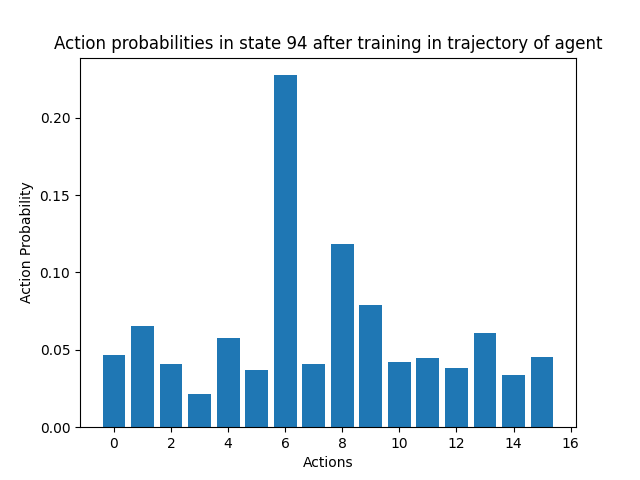 Action probabilities in state 94 after training in trajectory of agent
0.20
0.15
0.10
0.05
0.00
Action Probability
0 2 4 6 8 10 12 14 16
Actions